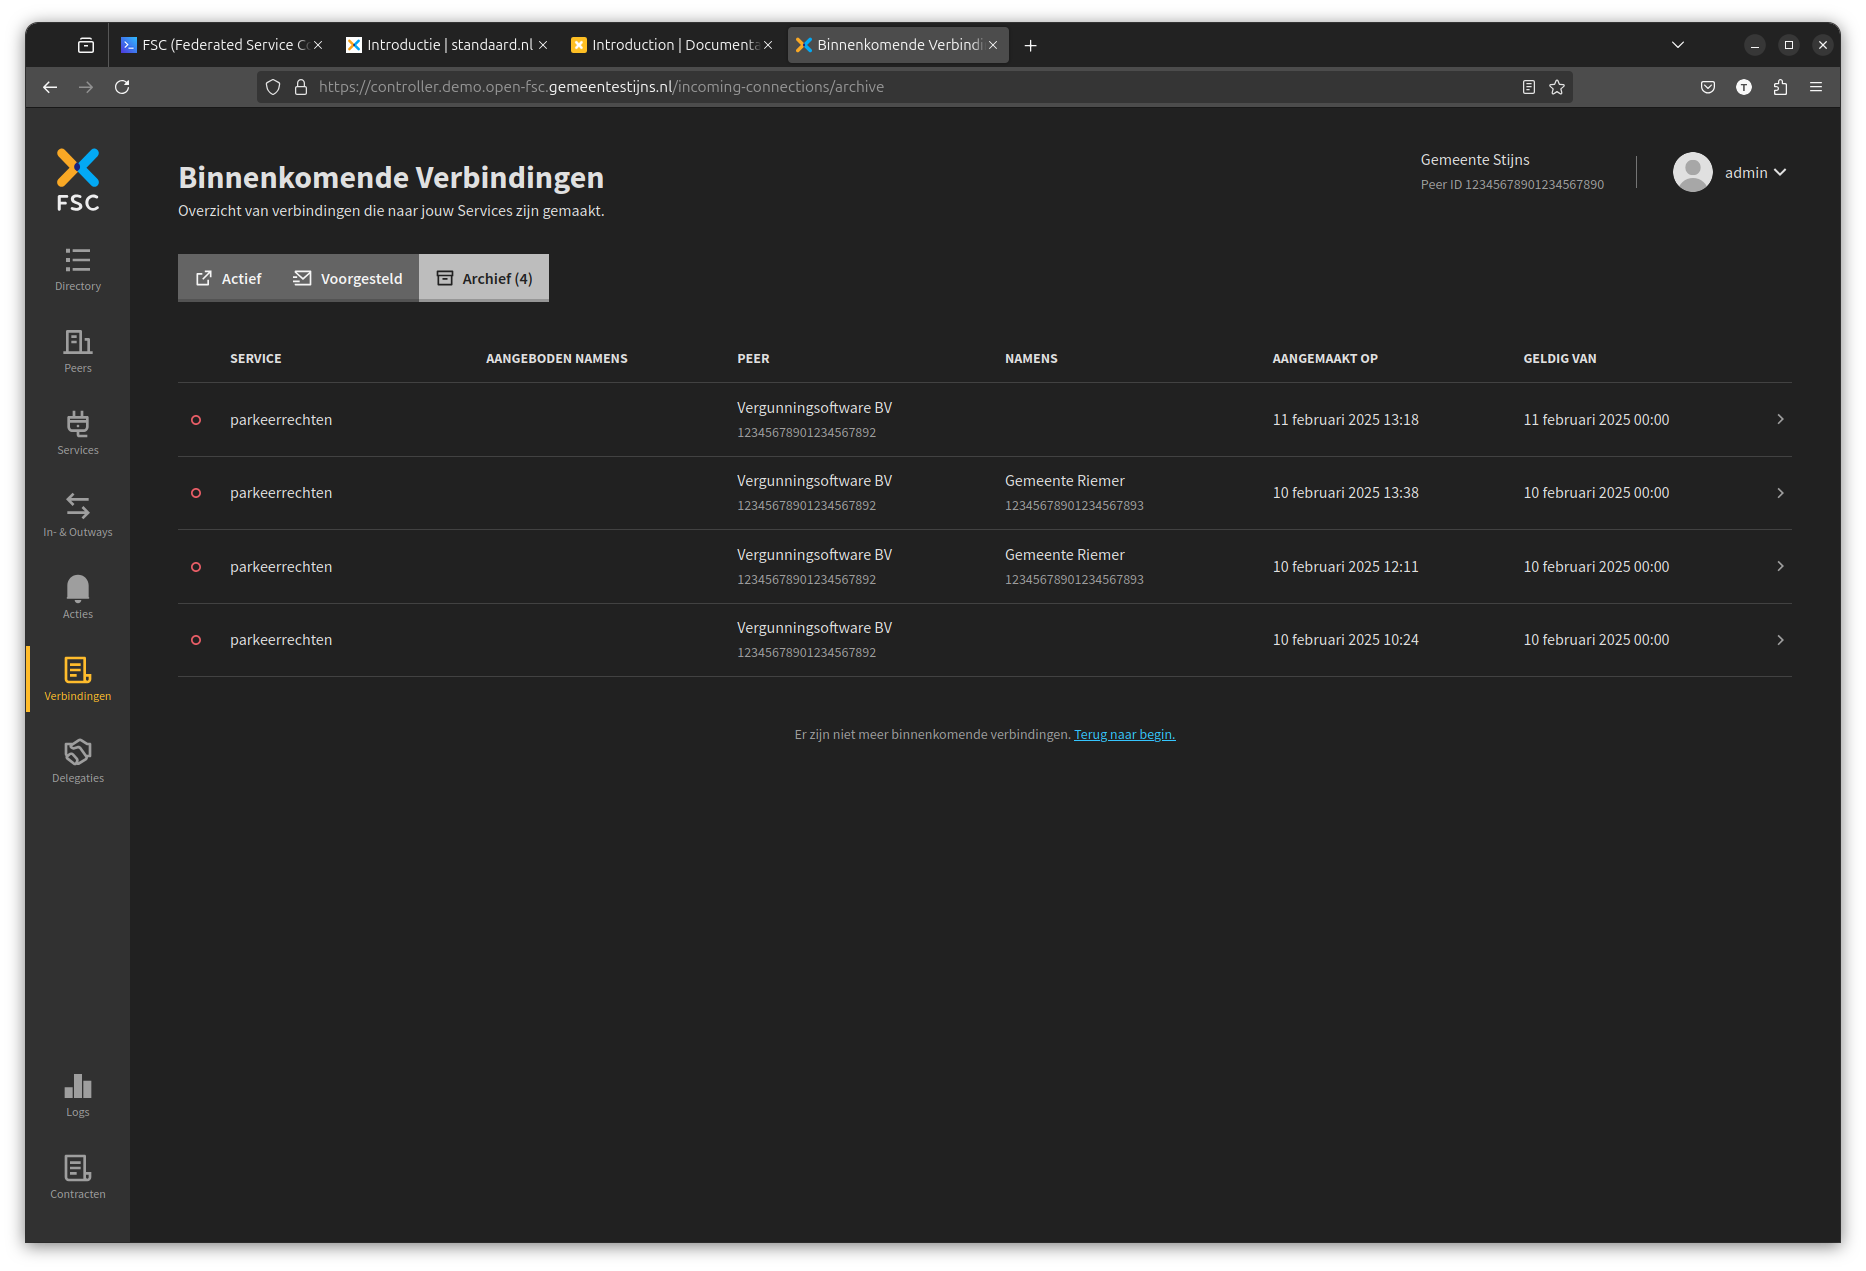 FSC (Federated Service C
Introductie | standaard.nl
Introduction | Document
Binnenkomende Verbind
https://controller.demo.open-fsc.gemeentestijns.nl/incoming-connections/archive
T
FSC
Directory
Peers
Services
In- & Outways
Acties
Verbindingen
Delegaties
Logs
Contracten
Binnenkomende Verbindingen
Overzicht van verbindingen die naar jouw Services zijn gemaakt.
Gemeente Stijns
Peer ID 12345678901234567890
admin
Actief Voorgesteld Archief (4)
SERVICE AANGEBODEN NAMENS PEER NAMENS AANGEMAAKT OP GELDIG VAN
parkeerrechten Vergunningsoftware BV 11 februari 2025 13:18 11 februari 2025 00:00
12345678901234567892
parkeerrechten Vergunningsoftware BV Gemeente Riemer 10 februari 2025 13:38 10 februari 2025 00:00
12345678901234567892 12345678901234567893
parkeerrechten Vergunningsoftware BV Gemeente Riemer 10 februari 2025 12:11 10 februari 2025 00:00
12345678901234567892 12345678901234567893
parkeerrechten Vergunningsoftware BV 10 februari 2025 10:24 10 februari 2025 00:00
12345678901234567892
Er zijn niet meer binnenkomende verbindingen. Terug naar begin.